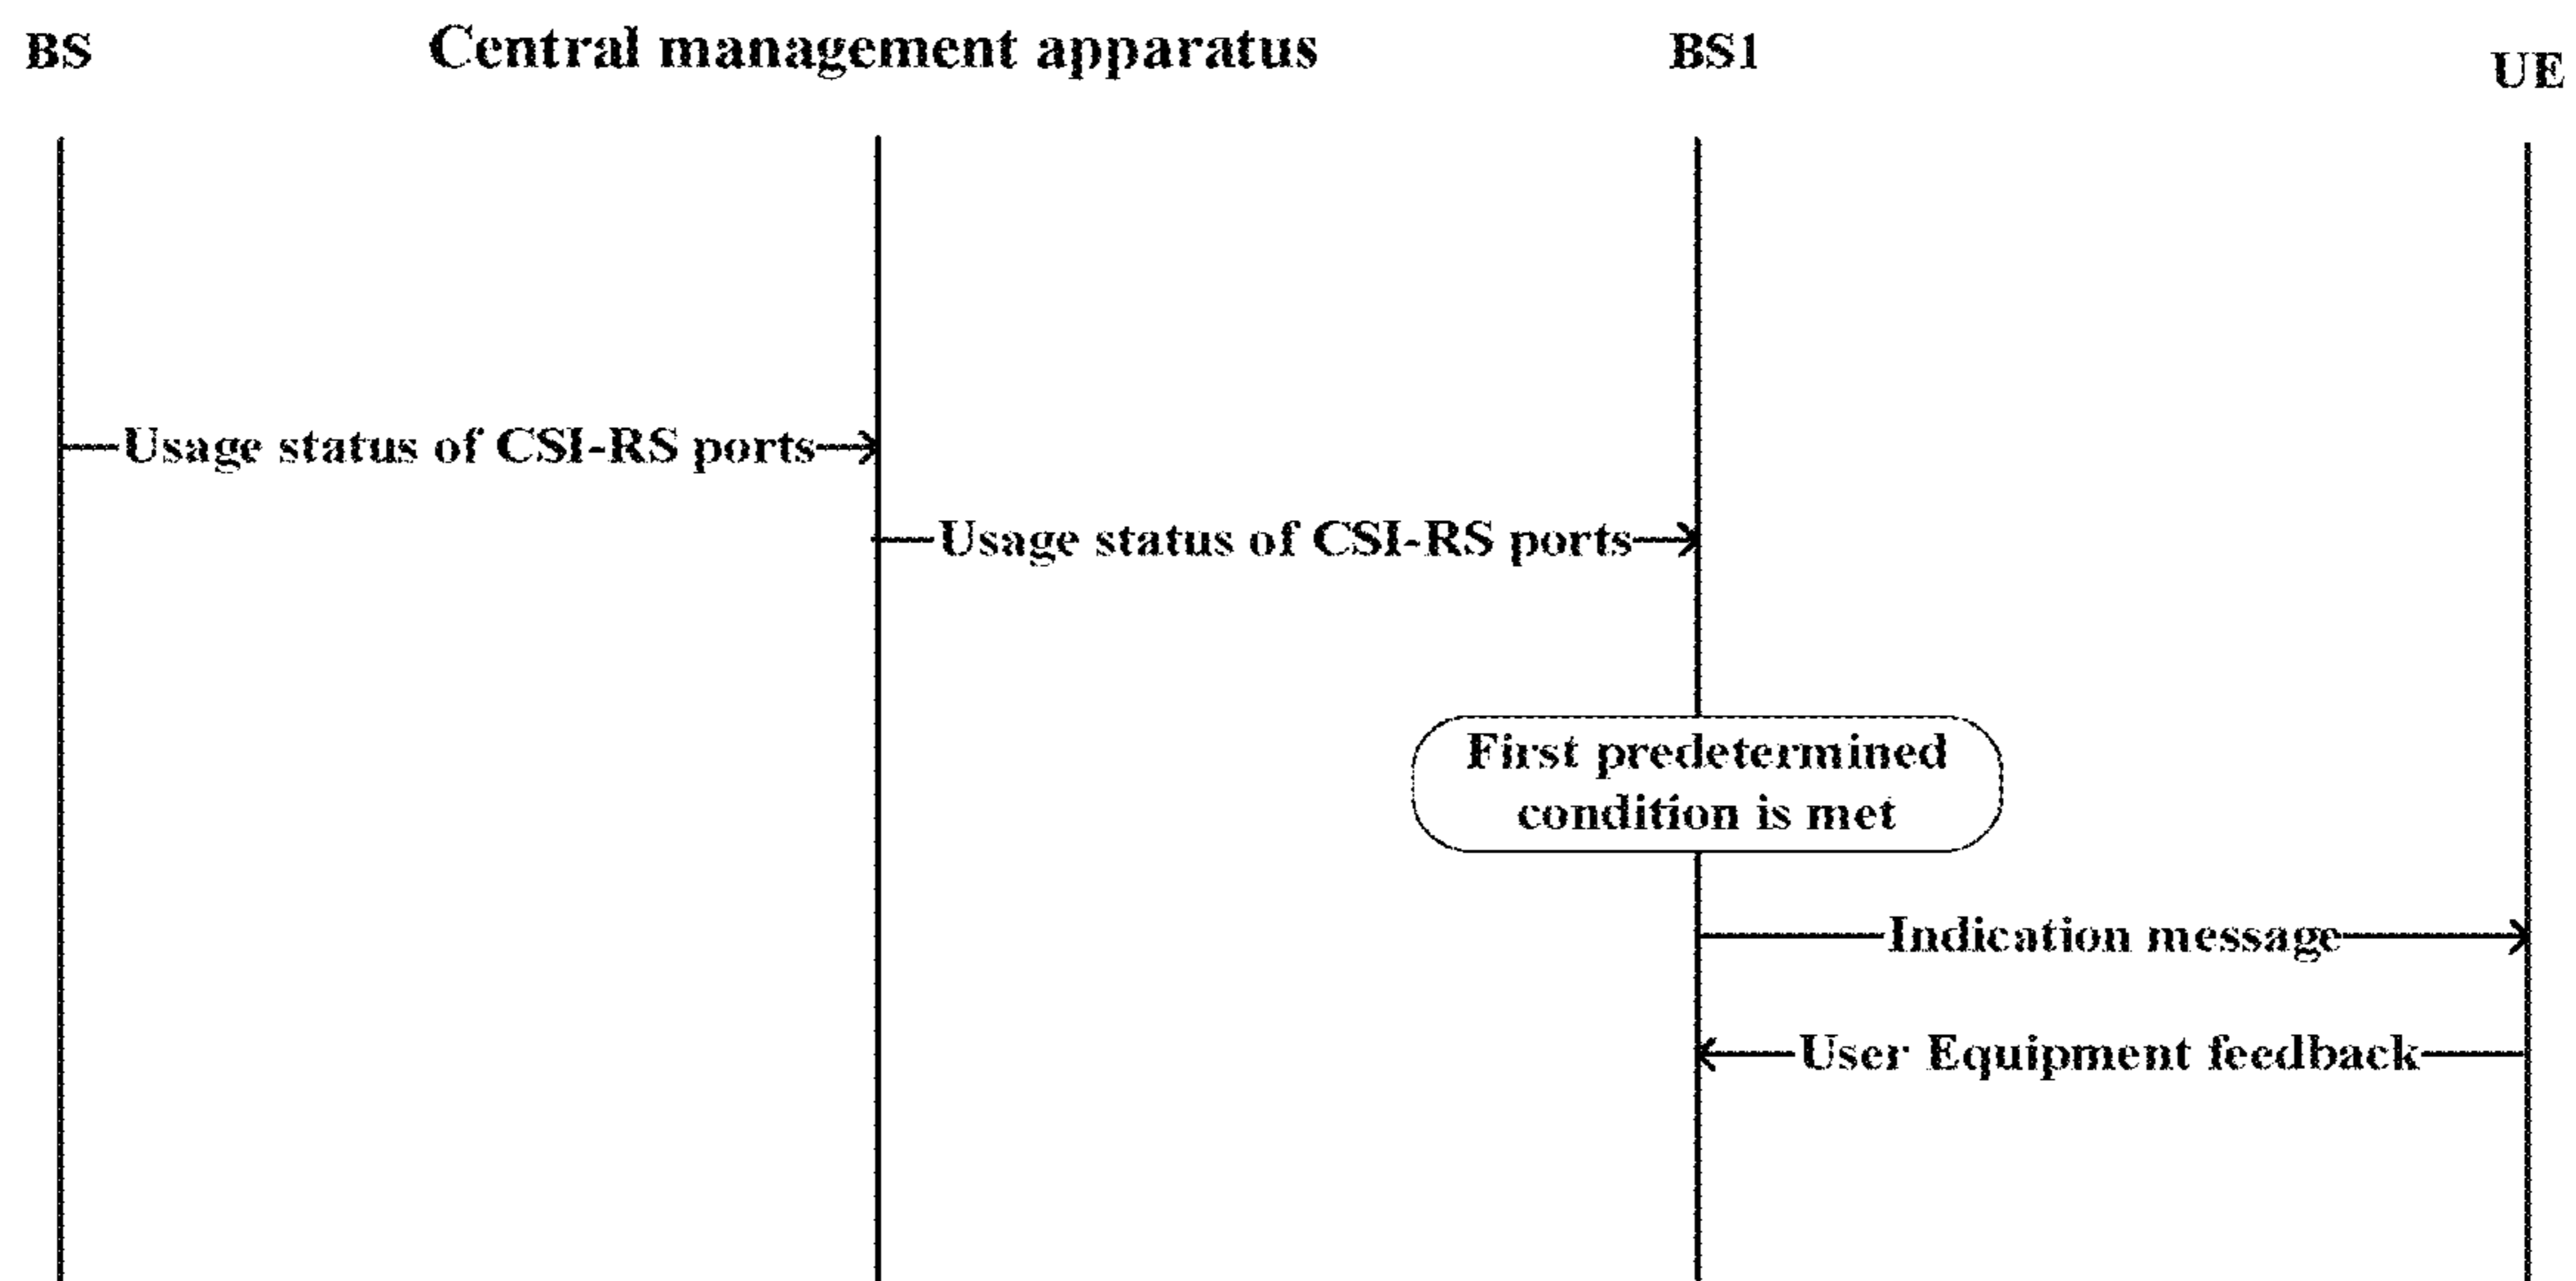 BS
Central management apparatus
BS1
UE
Usage status of CSI-RS ports
Usage status of CSI-RS ports
First predetermined
condition is met
Indication message
User Equipment feedback